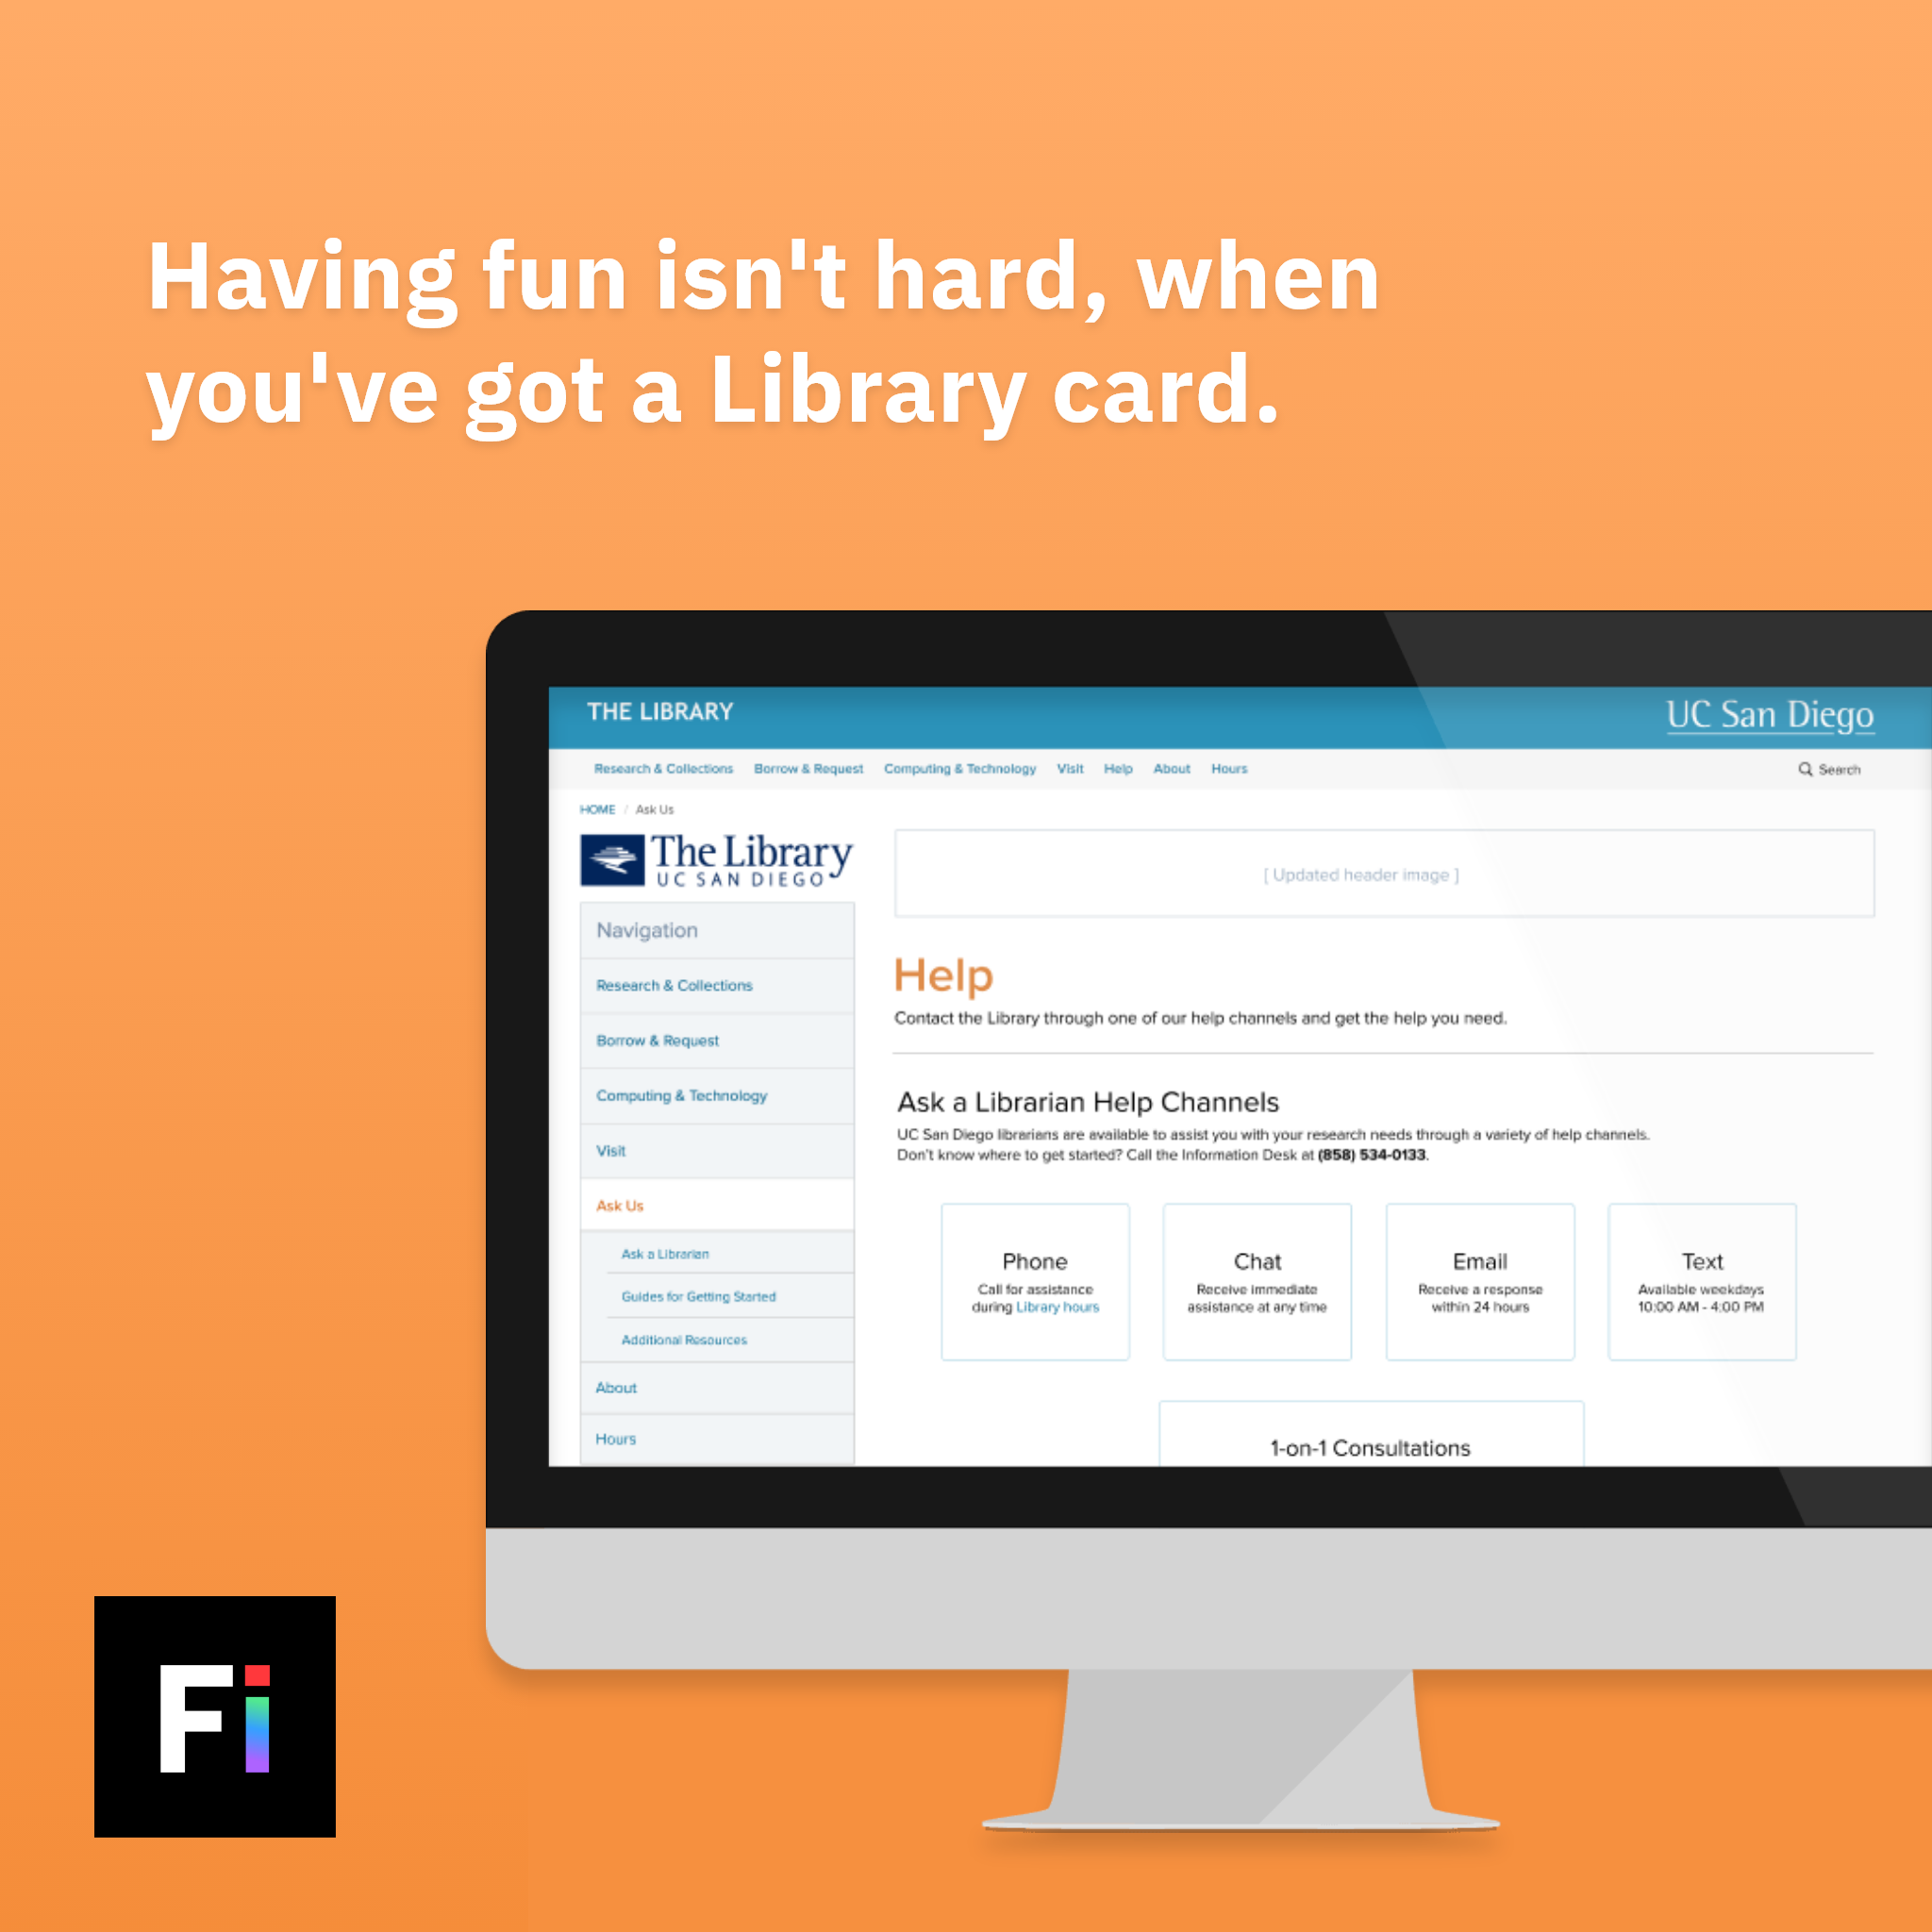 Having fun isn't hard, when
you've got a Library card.
THE LIBRARY
UC San Diego
Research & Collections Borrow & Request Computing & Technology Visit Help About Hours
Search
HOME / Ask Us
The Library
UC SAN DIEGO
[ Updated header image ]
Navigation
Research & Collections
Borrow & Request
Computing & Technology
Visit
Ask Us
Ask a Librarian
Guides for Getting Started
Additional Resources
About
Hours
Help
Contact the Library through one of our help channels and get the help you need.
Ask a Librarian Help Channels
UC San Diego librarians are available to assist you with your research needs through a variety of help channels.
Don't know where to get started? Call the Information Desk at (858) 534-0133.
Phone
Call for assistance
during Library hours
Chat
Receive immediate
assistance at any time
Email
Receive a response
within 24 hours
Text
Available weekdays
10:00 AM - 4:00 PM
1-on-1 Consultations
Fi